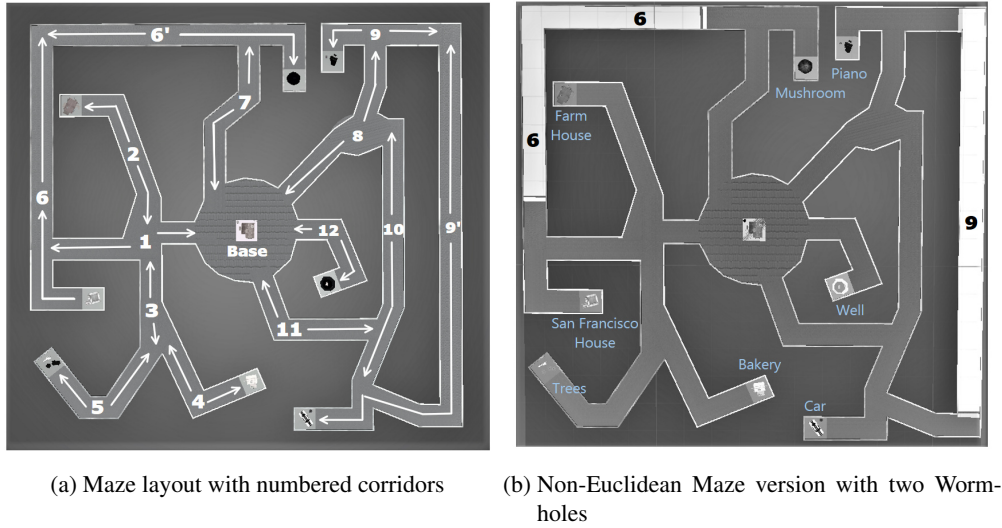 6'
9
7
2
8
6
12
10
9'
1
Base
3
11
4
5
(a) Maze layout with numbered corridors
6
Piano
Mushroom
Farm
House
6
9
Well
San Francisco
House
Bakery
Trees
Car
(b) Non-Euclidean Maze version with two Worm-
holes